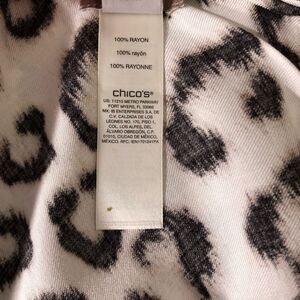 100% RAYON
100% rayón
100% RAYONNE
chico's
US: 11215 METRO PARKWAY
FORT MYERS, FL 33966
MX: IB ENTERPRISES S.A. DE
C.V. CALZADA DE LOS
LEONES NO. 170, PISO 1,
COL. LOS ALPES, DEL.
ÁLVARO OBREGÓN, C.P.
01010, CIUDAD DE MÉXICO,
MÉXICO, RFC: